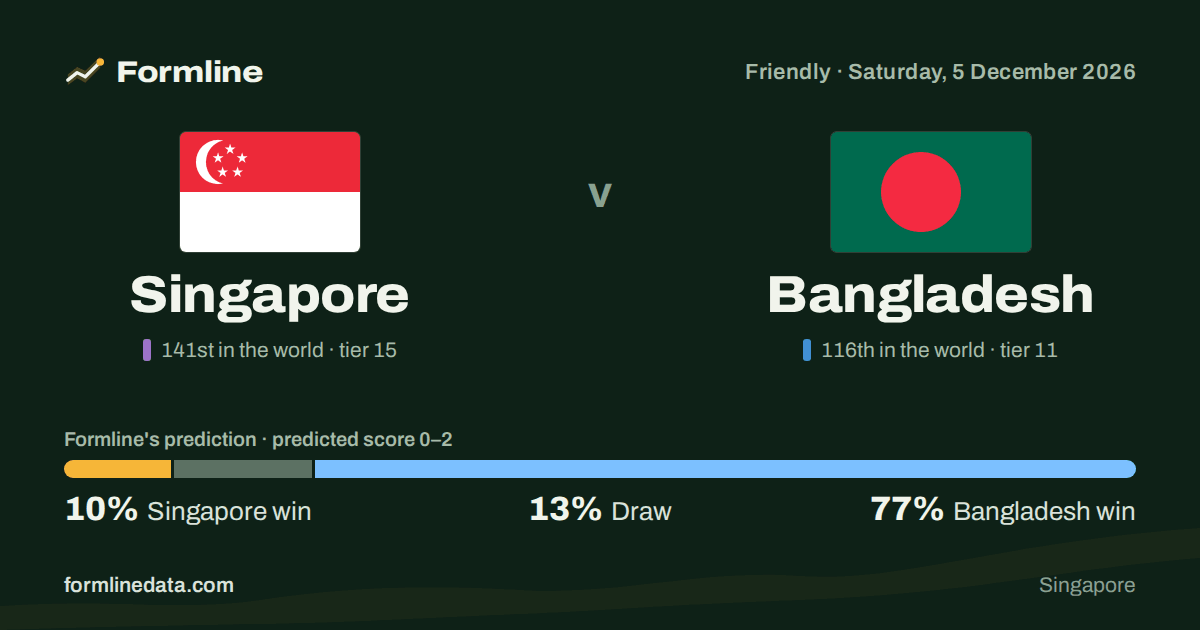 Formline
Friendly · Saturday, 5 December 2026
v
Singapore
141st in the world · tier 15
Bangladesh
116th in the world · tier 11
Formline's prediction · predicted score 0–2
10% Singapore win
13% Draw
77% Bangladesh win
formlinedata.com
Singapore